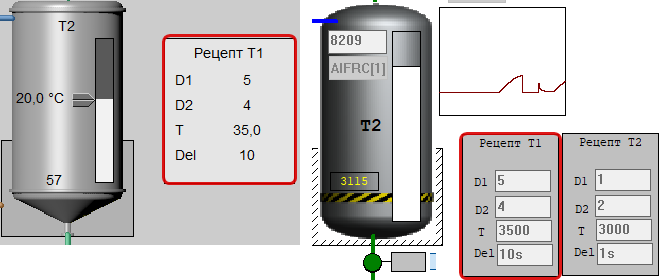 T2
20,0 °C
57
Рецепт T1
D1 5
D2 4
T 35,0
Del 10
8209
AIFRC[1]
T2
3115
Рецепт T1
D1 5
D2 4
T 3500
Del 10s
Рецепт T2
D1 1
D2 2
T 3000
Del 1s